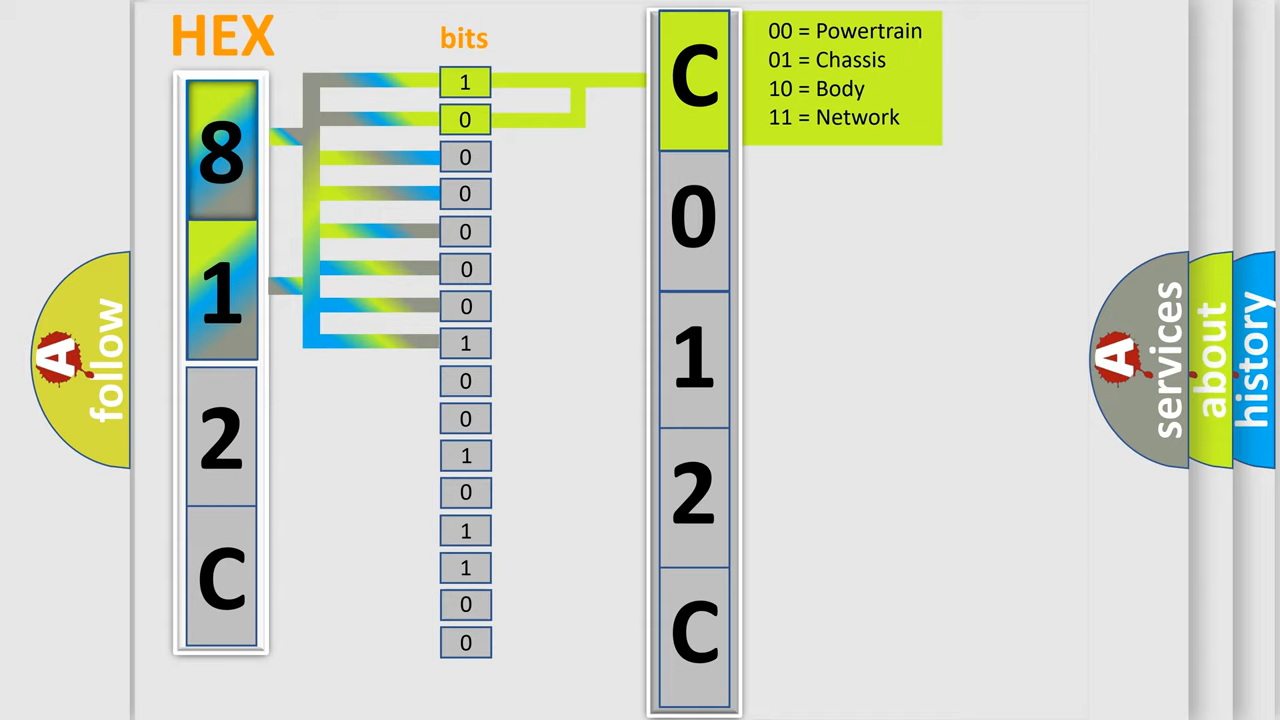 HEX
bits
8
1
2
C
1
0
0
0
0
0
0
1
0
0
1
0
1
1
0
0
C
0
1
2
C
00 = Powertrain
01 = Chassis
10 = Body
11 = Network
A
follow
A
services
about
history